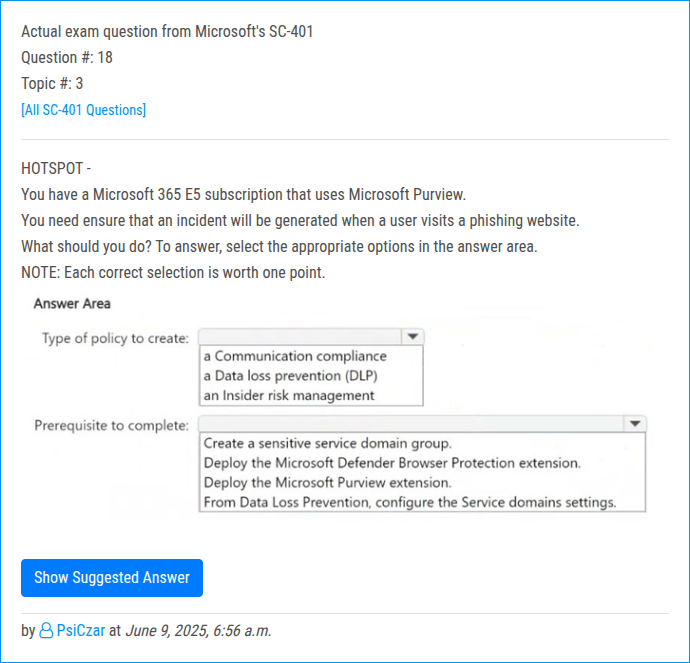 Actual exam question from Microsoft's SC-401
Question #: 18
Topic #: 3
[All SC-401 Questions]
HOTSPOT -
You have a Microsoft 365 E5 subscription that uses Microsoft Purview.
You need ensure that an incident will be generated when a user visits a phishing website.
What should you do? To answer, select the appropriate options in the answer area.
NOTE: Each correct selection is worth one point.
Answer Area
Type of policy to create:
a Communication compliance
a Data loss prevention (DLP)
an Insider risk management
Prerequisite to complete:
Create a sensitive service domain group.
Deploy the Microsoft Defender Browser Protection extension.
Deploy the Microsoft Purview extension.
From Data Loss Prevention, configure the Service domains settings.
Show Suggested Answer
by PsiCzar at June 9, 2025, 6:56 a.m.